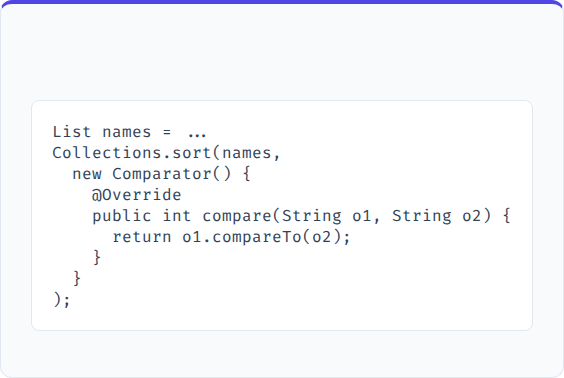 List names = ...
Collections.sort(names,
  new Comparator() {
    @Override
    public int compare(String o1, String o2) {
      return o1.compareTo(o2);
    }
  }
);